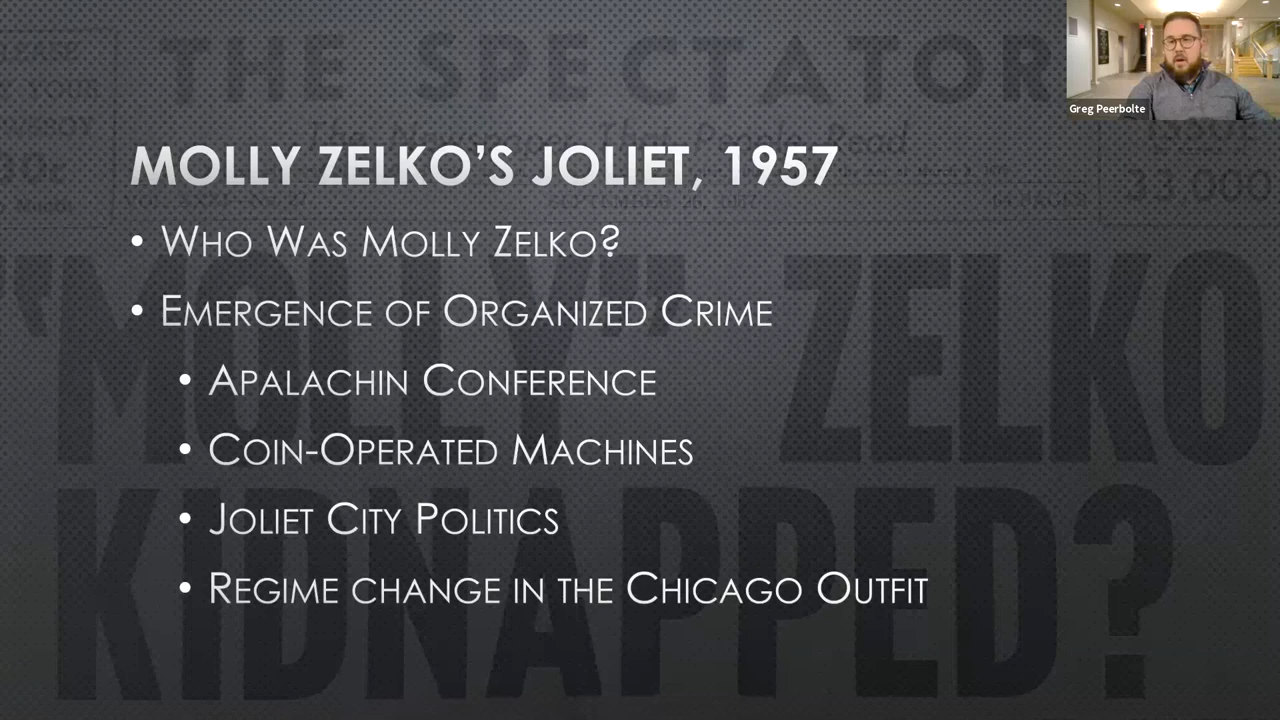 THE
"MOLLY" ZELKO
KIDNAPPED?
Greg Peerbolte
MOLLY ZELKO'S JOLIET, 1957
• WHO WAS MOLLY ZELKO?
• EMERGENCE OF ORGANIZED CRIME
• APALACHIN CONFERENCE
• COIN-OPERATED MACHINES
• JOLIET CITY POLITICS
• REGIME CHANGE IN THE CHICAGO OUTFIT